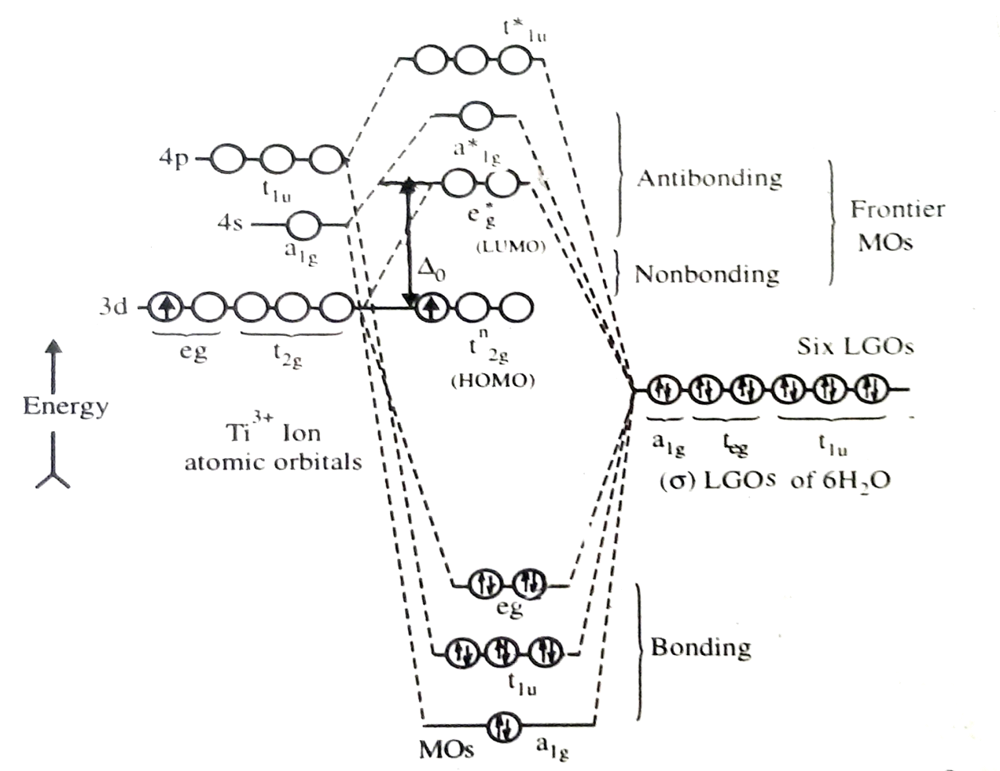 t*1u
a*1g
4p
t1u
Antibonding
4s
a1g
e*g
(LUMO)
Frontier
MOs
Δ0
Nonbonding
3d
eg
t2g
tn2g
(HOMO)
Six LGOs
Energy
Ti3+ Ion
atomic orbitals
a1g
teg
t1u
(σ) LGOs of 6H2O
eg
Bonding
t1u
MOs
a1g